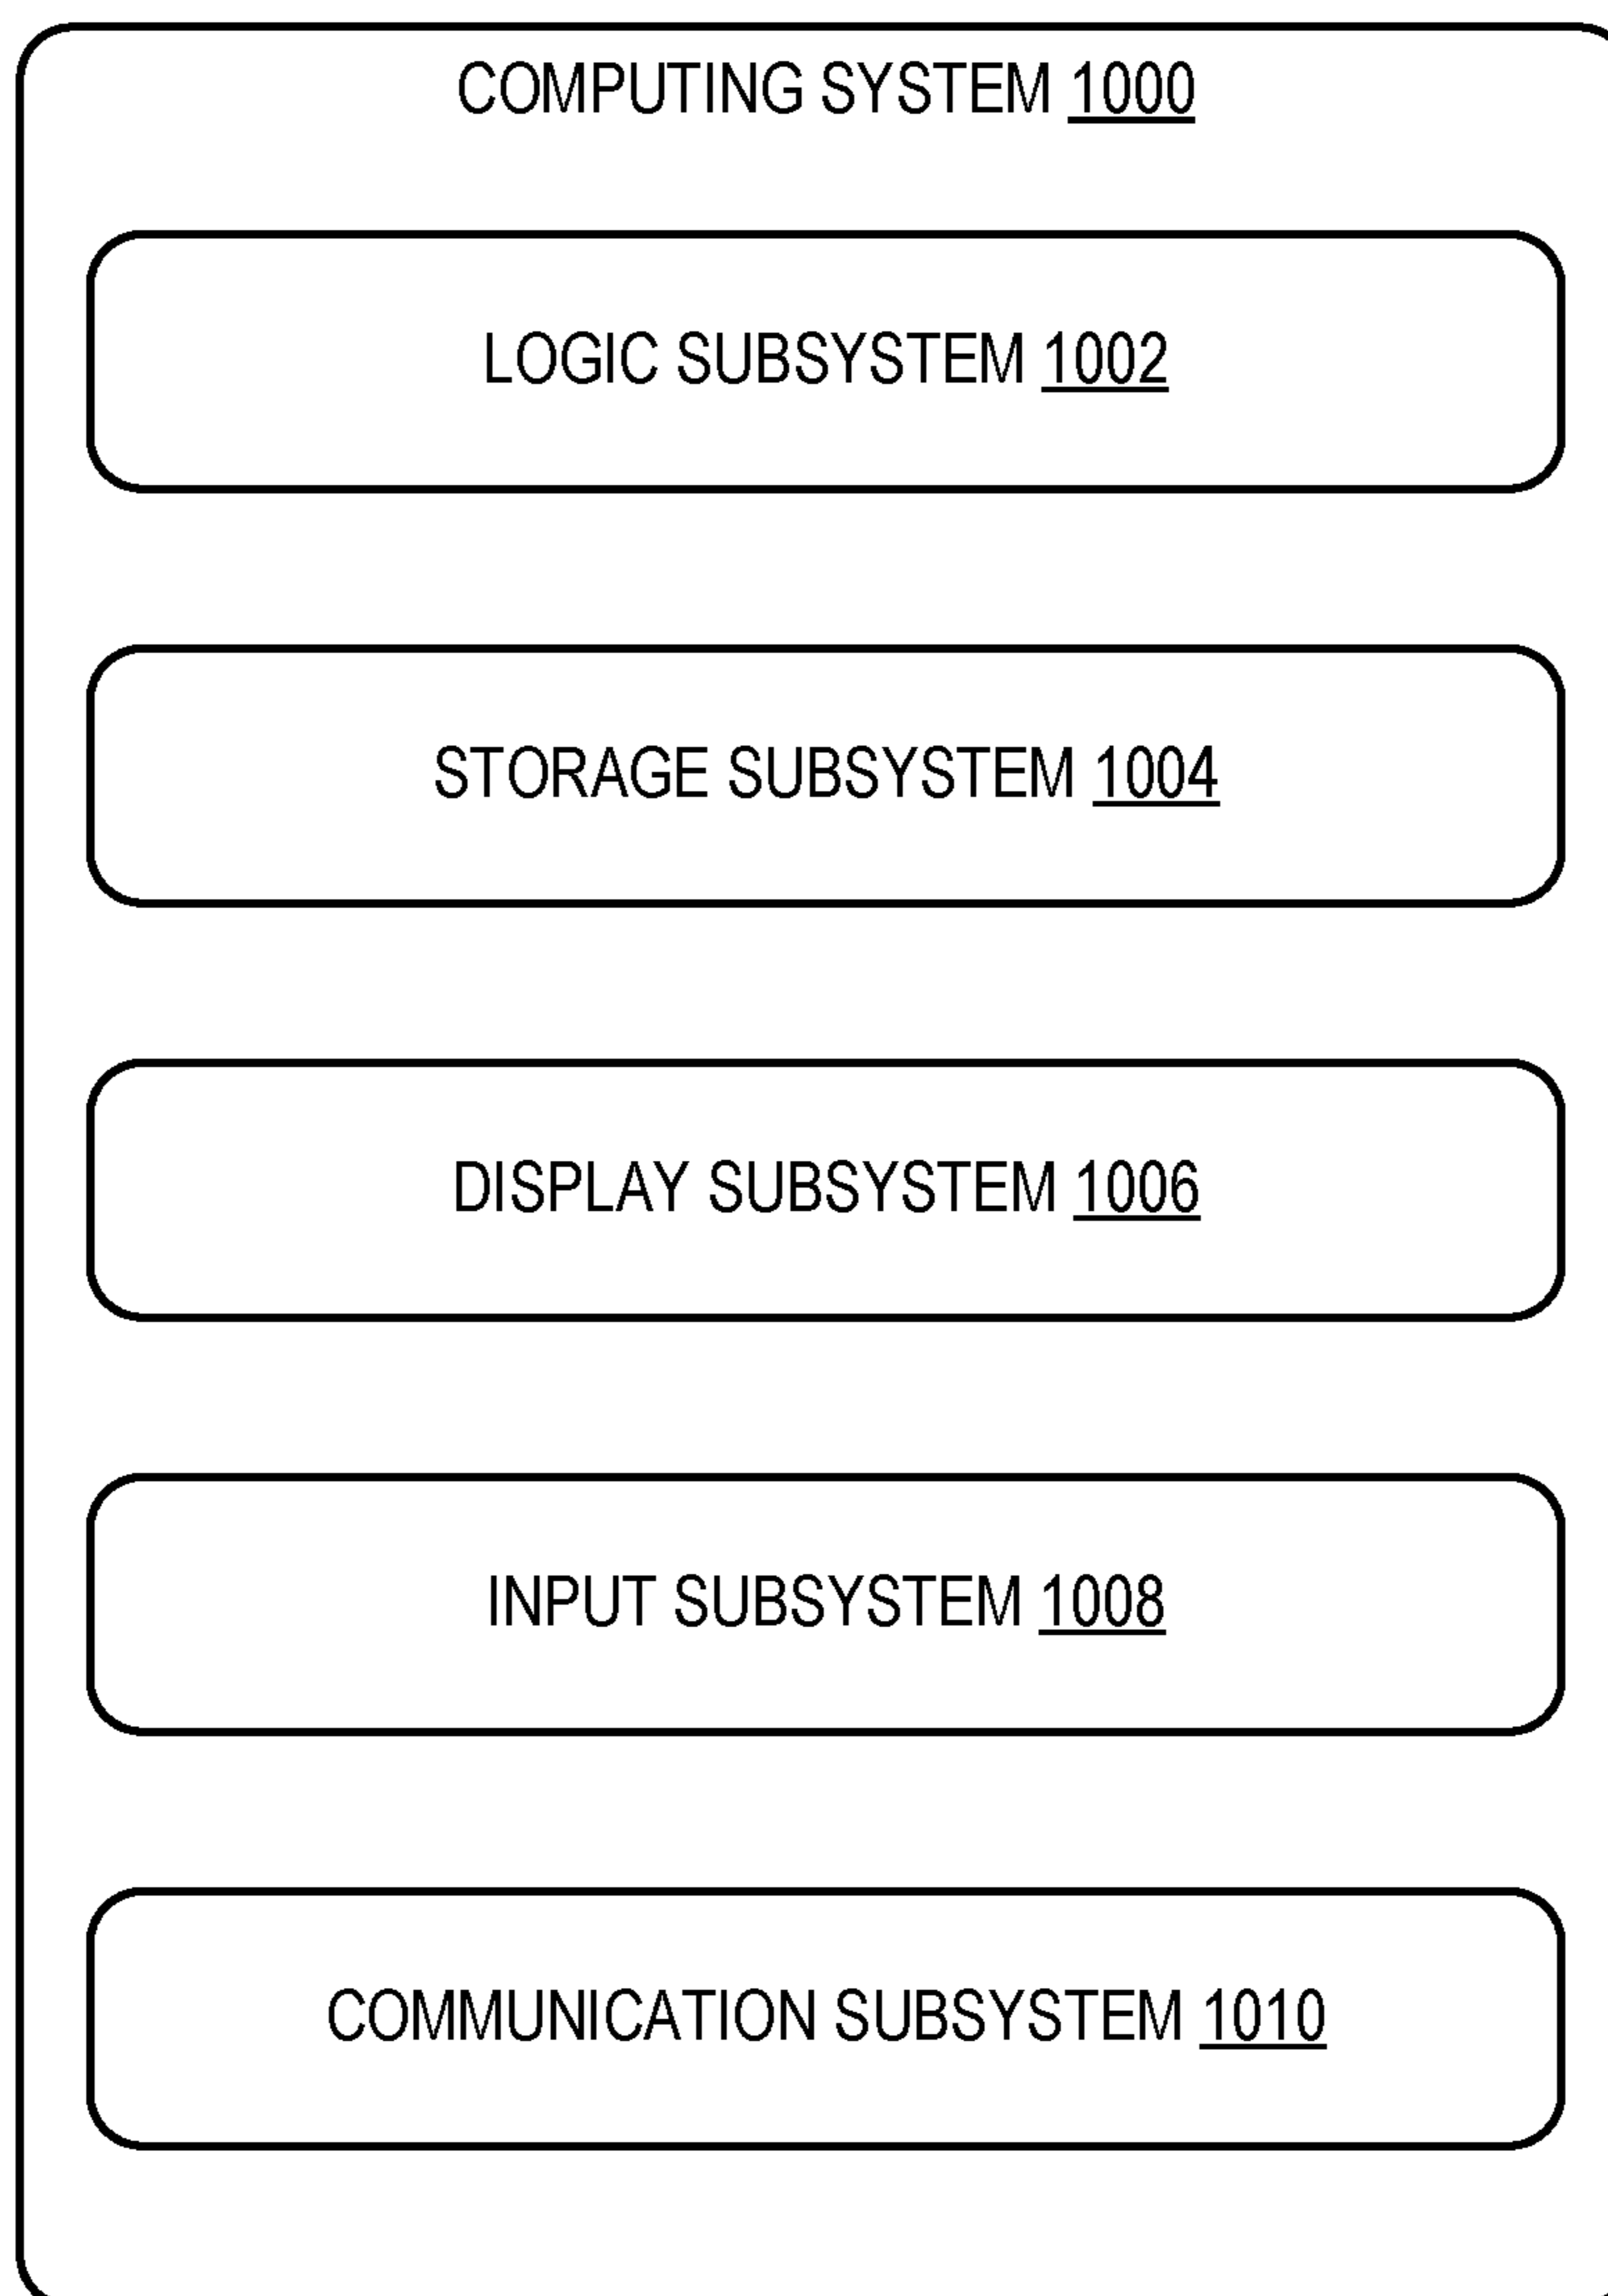 COMPUTING SYSTEM 1000
LOGIC SUBSYSTEM 1002
STORAGE SUBSYSTEM 1004
DISPLAY SUBSYSTEM 1006
INPUT SUBSYSTEM 1008
COMMUNICATION SUBSYSTEM 1010